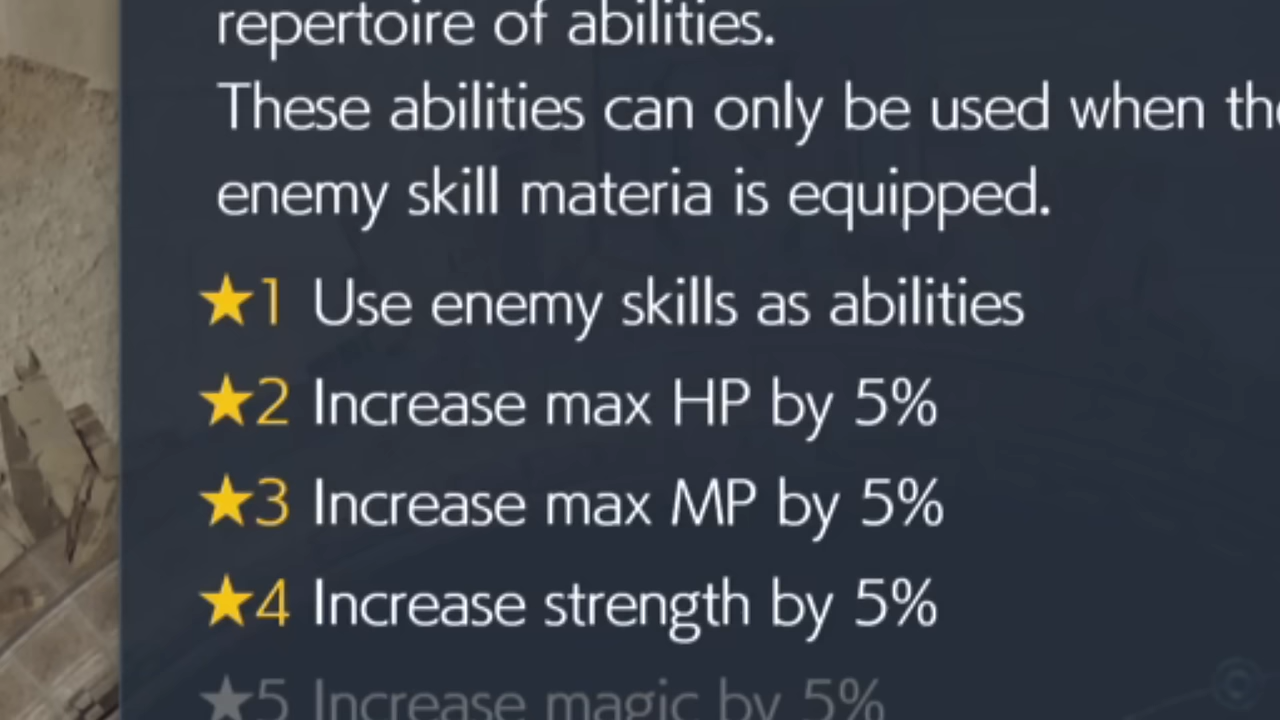 repertoire of abilities.
These abilities can only be used when the
enemy skill materia is equipped.
★1 Use enemy skills as abilities
★2 Increase max HP by 5%
★3 Increase max MP by 5%
★4 Increase strength by 5%
★5 Increase magic by 5%